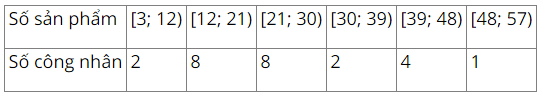 Số sản phẩm [3; 12) [12; 21) [21; 30) [30; 39) [39; 48) [48; 57)
Số công nhân 2 8 8 2 4 1